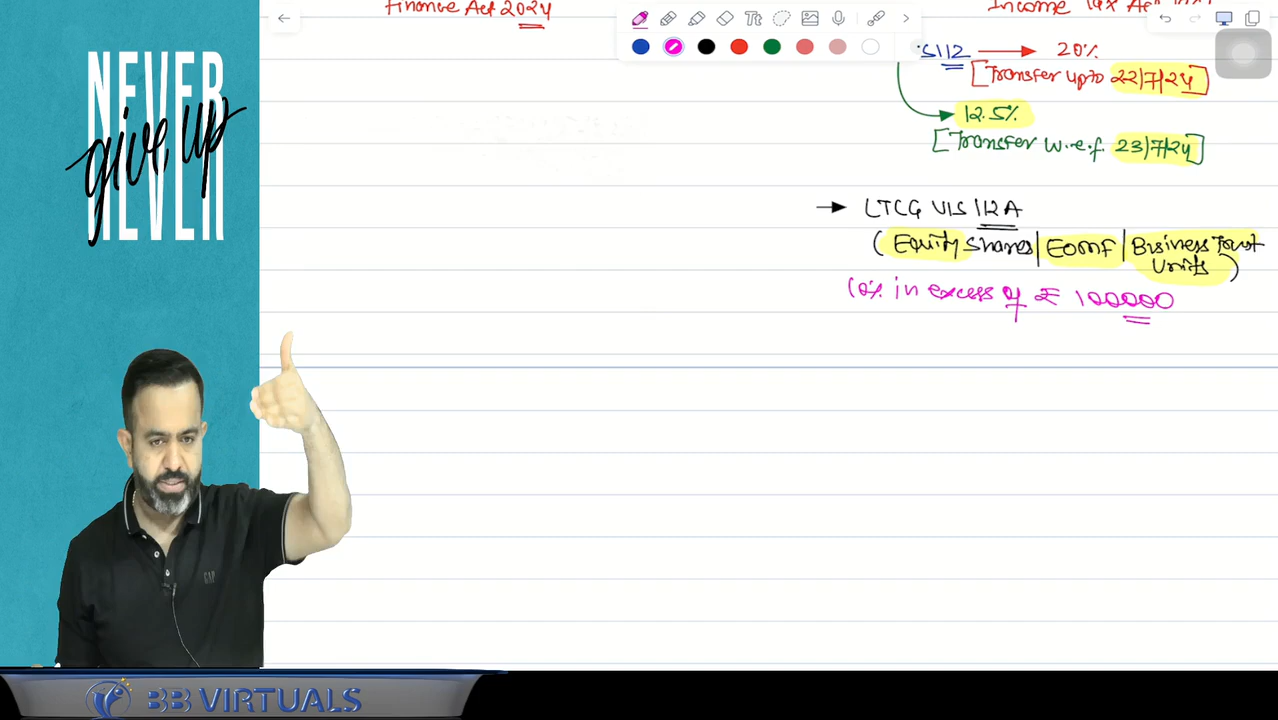 Finance Act 2024
Income Tax Act
NEVER
give up
NEVER
Tt
S112 → 20%
[Transfer upto 22/7/24]
12.5%
[Transfer w.e.f. 23/7/24]
→ LTCG U/S 112A
(Equity Shares | EOMF | Business Trust
Units)
10% in excess of ₹ 100000
GAP
BB VIRTUALS